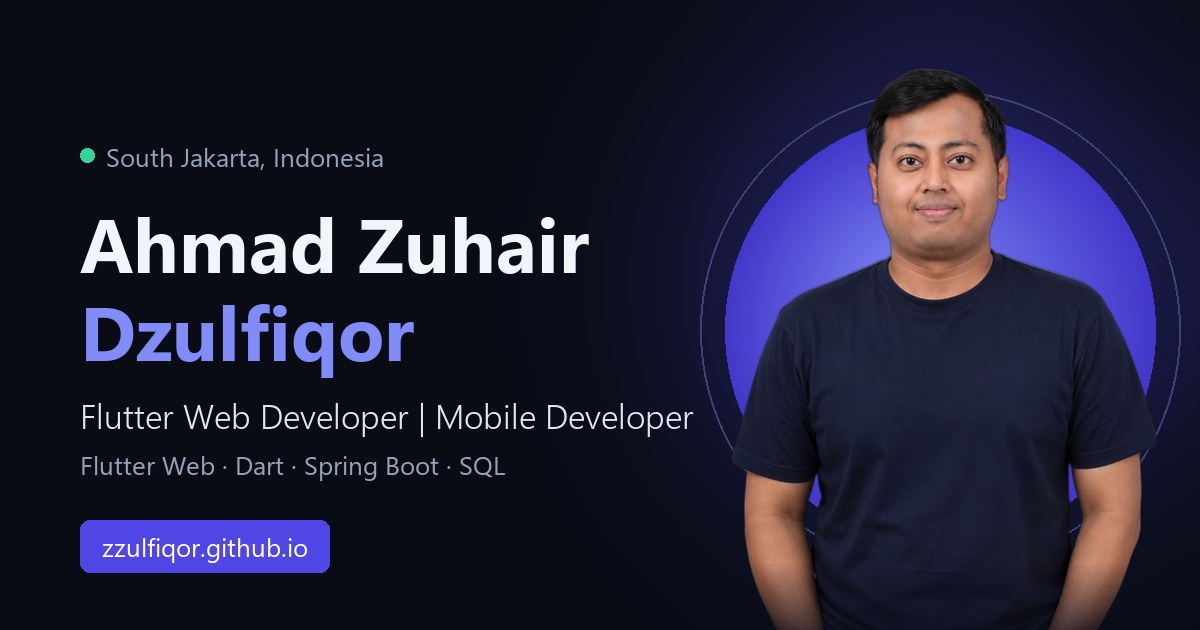 South Jakarta, Indonesia
Ahmad Zuhair
Dzulfiqor
Flutter Web Developer | Mobile Developer
Flutter Web · Dart · Spring Boot · SQL
zzulfiqor.github.io